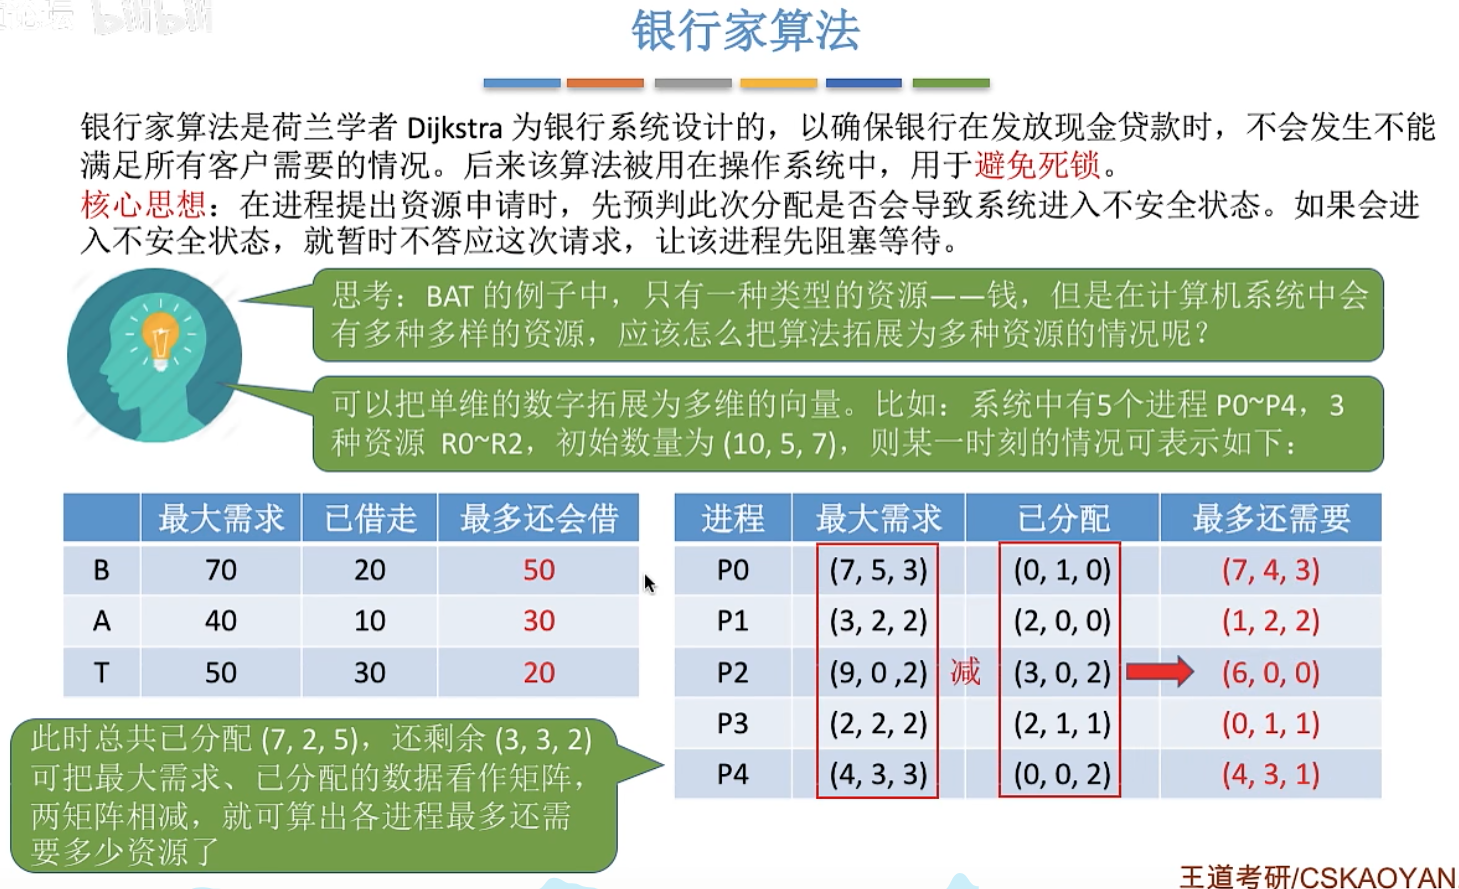 银行家算法
银行家算法是荷兰学者 Dijkstra 为银行系统设计的，以确保银行在发放现金贷款时，不会发生不能
满足所有客户需要的情况。后来该算法被用在操作系统中，用于避免死锁。
核心思想：在进程提出资源申请时，先预判此次分配是否会导致系统进入不安全状态。如果会进
入不安全状态，就暂时不答应这次请求，让该进程先阻塞等待。
思考：BAT 的例子中，只有一种类型的资源——钱，但是在计算机系统中会
有多种多样的资源，应该怎么把算法拓展为多种资源的情况呢？
可以把单维的数字拓展为多维的向量。比如：系统中有5个进程 P0~P4，3
种资源 R0~R2，初始数量为 (10, 5, 7)，则某一时刻的情况可表示如下：
最大需求 已借走 最多还会借
B 70 20 50
A 40 10 30
T 50 30 20
进程 最大需求 已分配 最多还需要
P0 (7, 5, 3) (0, 1, 0) (7, 4, 3)
P1 (3, 2, 2) (2, 0, 0) (1, 2, 2)
P2 (9, 0 ,2) 减 (3, 0, 2) (6, 0, 0)
P3 (2, 2, 2) (2, 1, 1) (0, 1, 1)
P4 (4, 3, 3) (0, 0, 2) (4, 3, 1)
此时总共已分配 (7, 2, 5)，还剩余 (3, 3, 2)
可把最大需求、已分配的数据看作矩阵，
两矩阵相减，就可算出各进程最多还需
要多少资源了
王道考研/CSKAOYAN